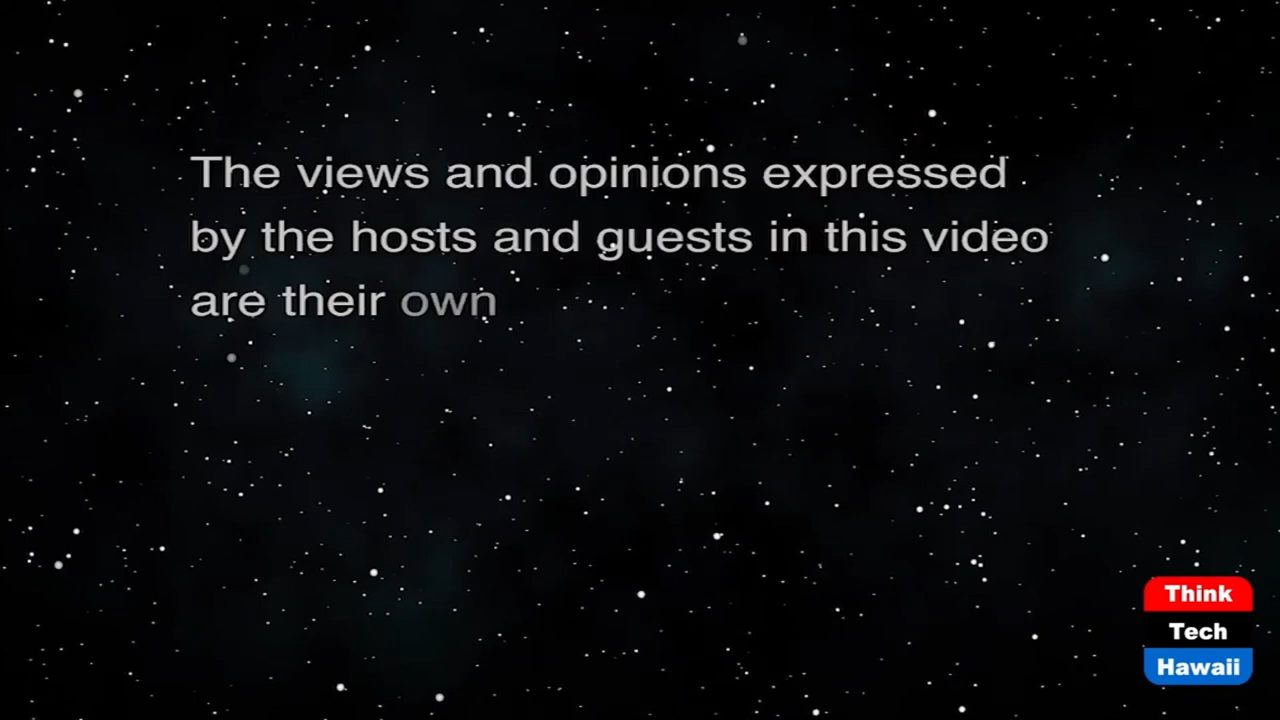 The views and opinions expressed
by the hosts and guests in this video
are their own
Think
Tech
Hawaii